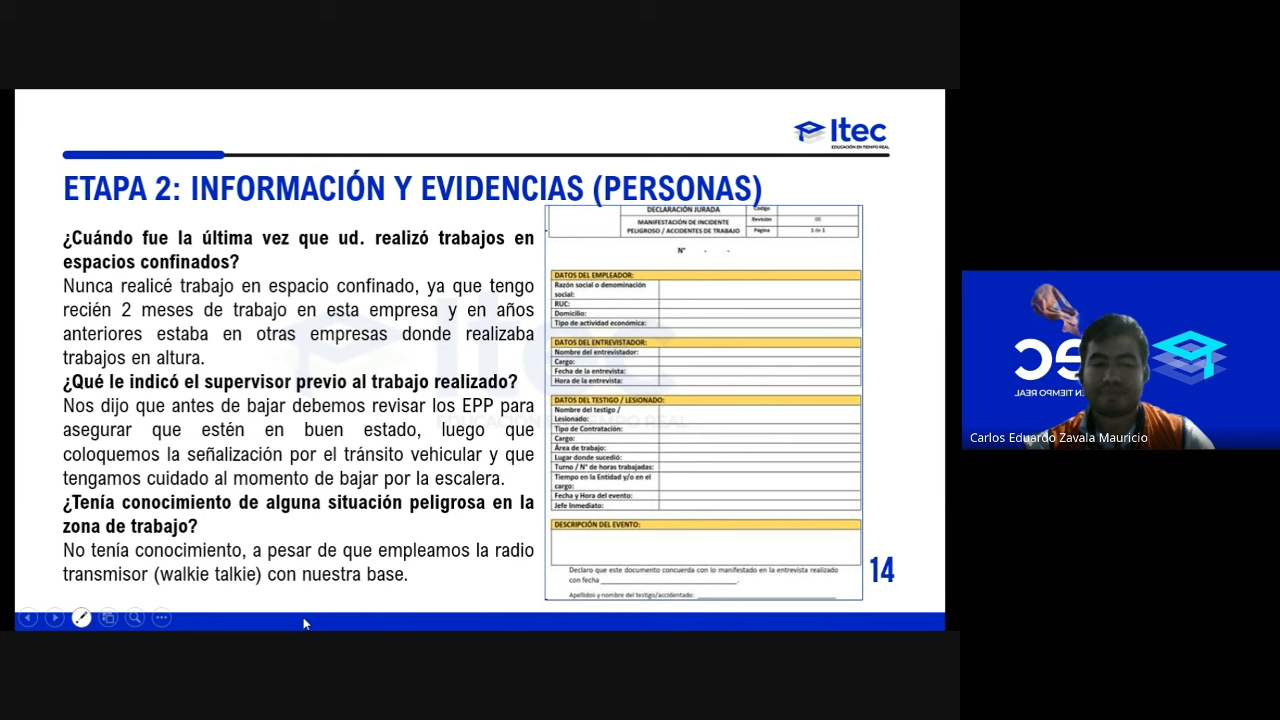 Itec
EDUCACIÓN EN TIEMPO REAL
ETAPA 2: INFORMACIÓN Y EVIDENCIAS (PERSONAS)
¿Cuándo fue la última vez que ud. realizó trabajos en
espacios confinados?
Nunca realicé trabajo en espacio confinado, ya que tengo
recién 2 meses de trabajo en esta empresa y en años
anteriores estaba en otras empresas donde realizaba
trabajos en altura.
¿Qué le indicó el supervisor previo al trabajo realizado?
Nos dijo que antes de bajar debemos revisar los EPP para
asegurar que estén en buen estado, luego que
coloquemos la señalización por el tránsito vehicular y que
tengamos cuidado al momento de bajar por la escalera.
¿Tenía conocimiento de alguna situación peligrosa en la
zona de trabajo?
No tenía conocimiento, a pesar de que empleamos la radio
transmisor (walkie talkie) con nuestra base.
DECLARACIÓN JURADA
Código
MANIFESTACIÓN DE INCIDENTE
PELIGROSO / ACCIDENTES DE TRABAJO
Revisión 00
Página 1 de 1
N° - -
DATOS DEL EMPLEADOR:
Razón social o denominación
social:
RUC:
Domicilio:
Tipo de actividad económica:
DATOS DEL ENTREVISTADOR:
Nombre del entrevistador:
Cargo:
Fecha de la entrevista:
Hora de la entrevista:
DATOS DEL TESTIGO / LESIONADO:
Nombre del testigo /
Lesionado:
Tipo de Contratación:
Cargo:
Área de trabajo:
Lugar donde sucedió:
Turno / N° de horas trabajadas:
Tiempo en la Entidad y/o en el
cargo:
Fecha y Hora del evento:
Jefe Inmediato:
DESCRIPCIÓN DEL EVENTO:
Declaro que este documento concuerda con lo manifestado en la entrevista realizado
con fecha
Apellidos y nombre del testigo/accidentado:
14
Carlos Eduardo Zavala Mauricio